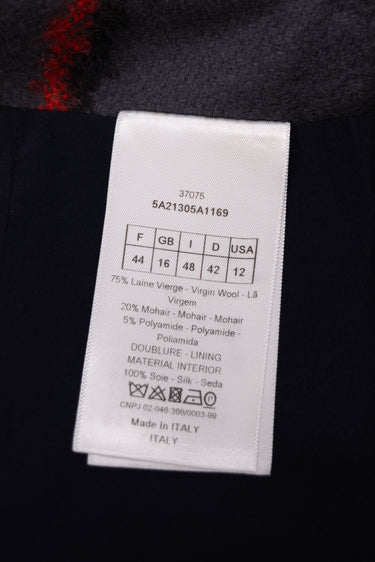 37075
5A21305A1169
F GB I D USA
44 16 48 42 12
75% Laine Vierge - Virgin Wool - Lã
Virgem
20% Mohair - Mohair - Mohair
5% Polyamide - Polyamide -
Poliamida
DOUBLURE - LINING
MATERIAL INTERIOR
100% Soie - Silk - Seda
P
CNPJ 02-046-366/0003-99
Made In ITALY
ITALY